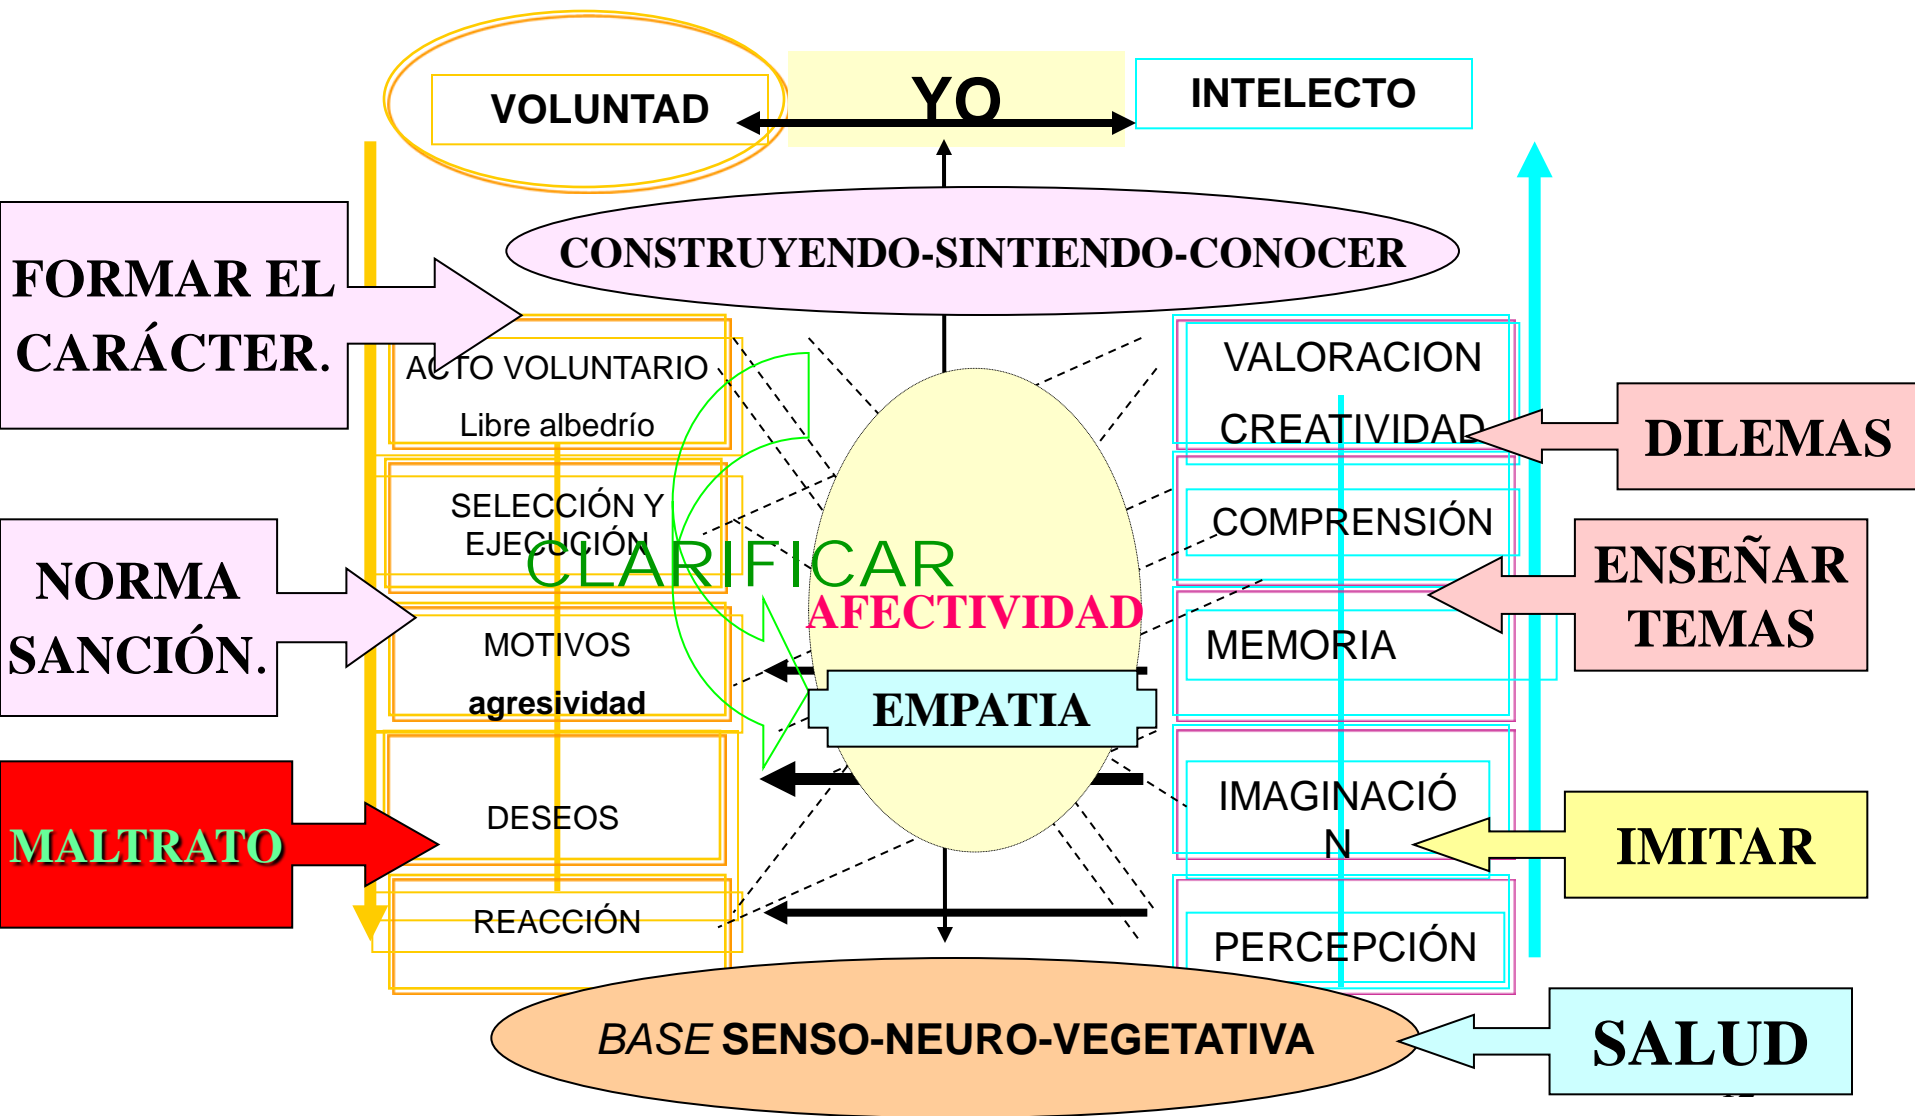 VOLUNTAD
YO
INTELECTO
CONSTRUYENDO-SINTIENDO-CONOCER
FORMAR EL
CARÁCTER.
ACTO VOLUNTARIO
Libre albedrío
VALORACION
CREATIVIDAD
DILEMAS
SELECCIÓN Y
EJECUCIÓN
CLARIFICAR
COMPRENSIÓN
NORMA
SANCIÓN.
ENSEÑAR
TEMAS
AFECTIVIDAD
MOTIVOS
agresividad
MEMORIA
EMPATIA
MALTRATO
DESEOS
IMAGINACIÓ
N
IMITAR
REACCIÓN
PERCEPCIÓN
BASE SENSO-NEURO-VEGETATIVA
SALUD